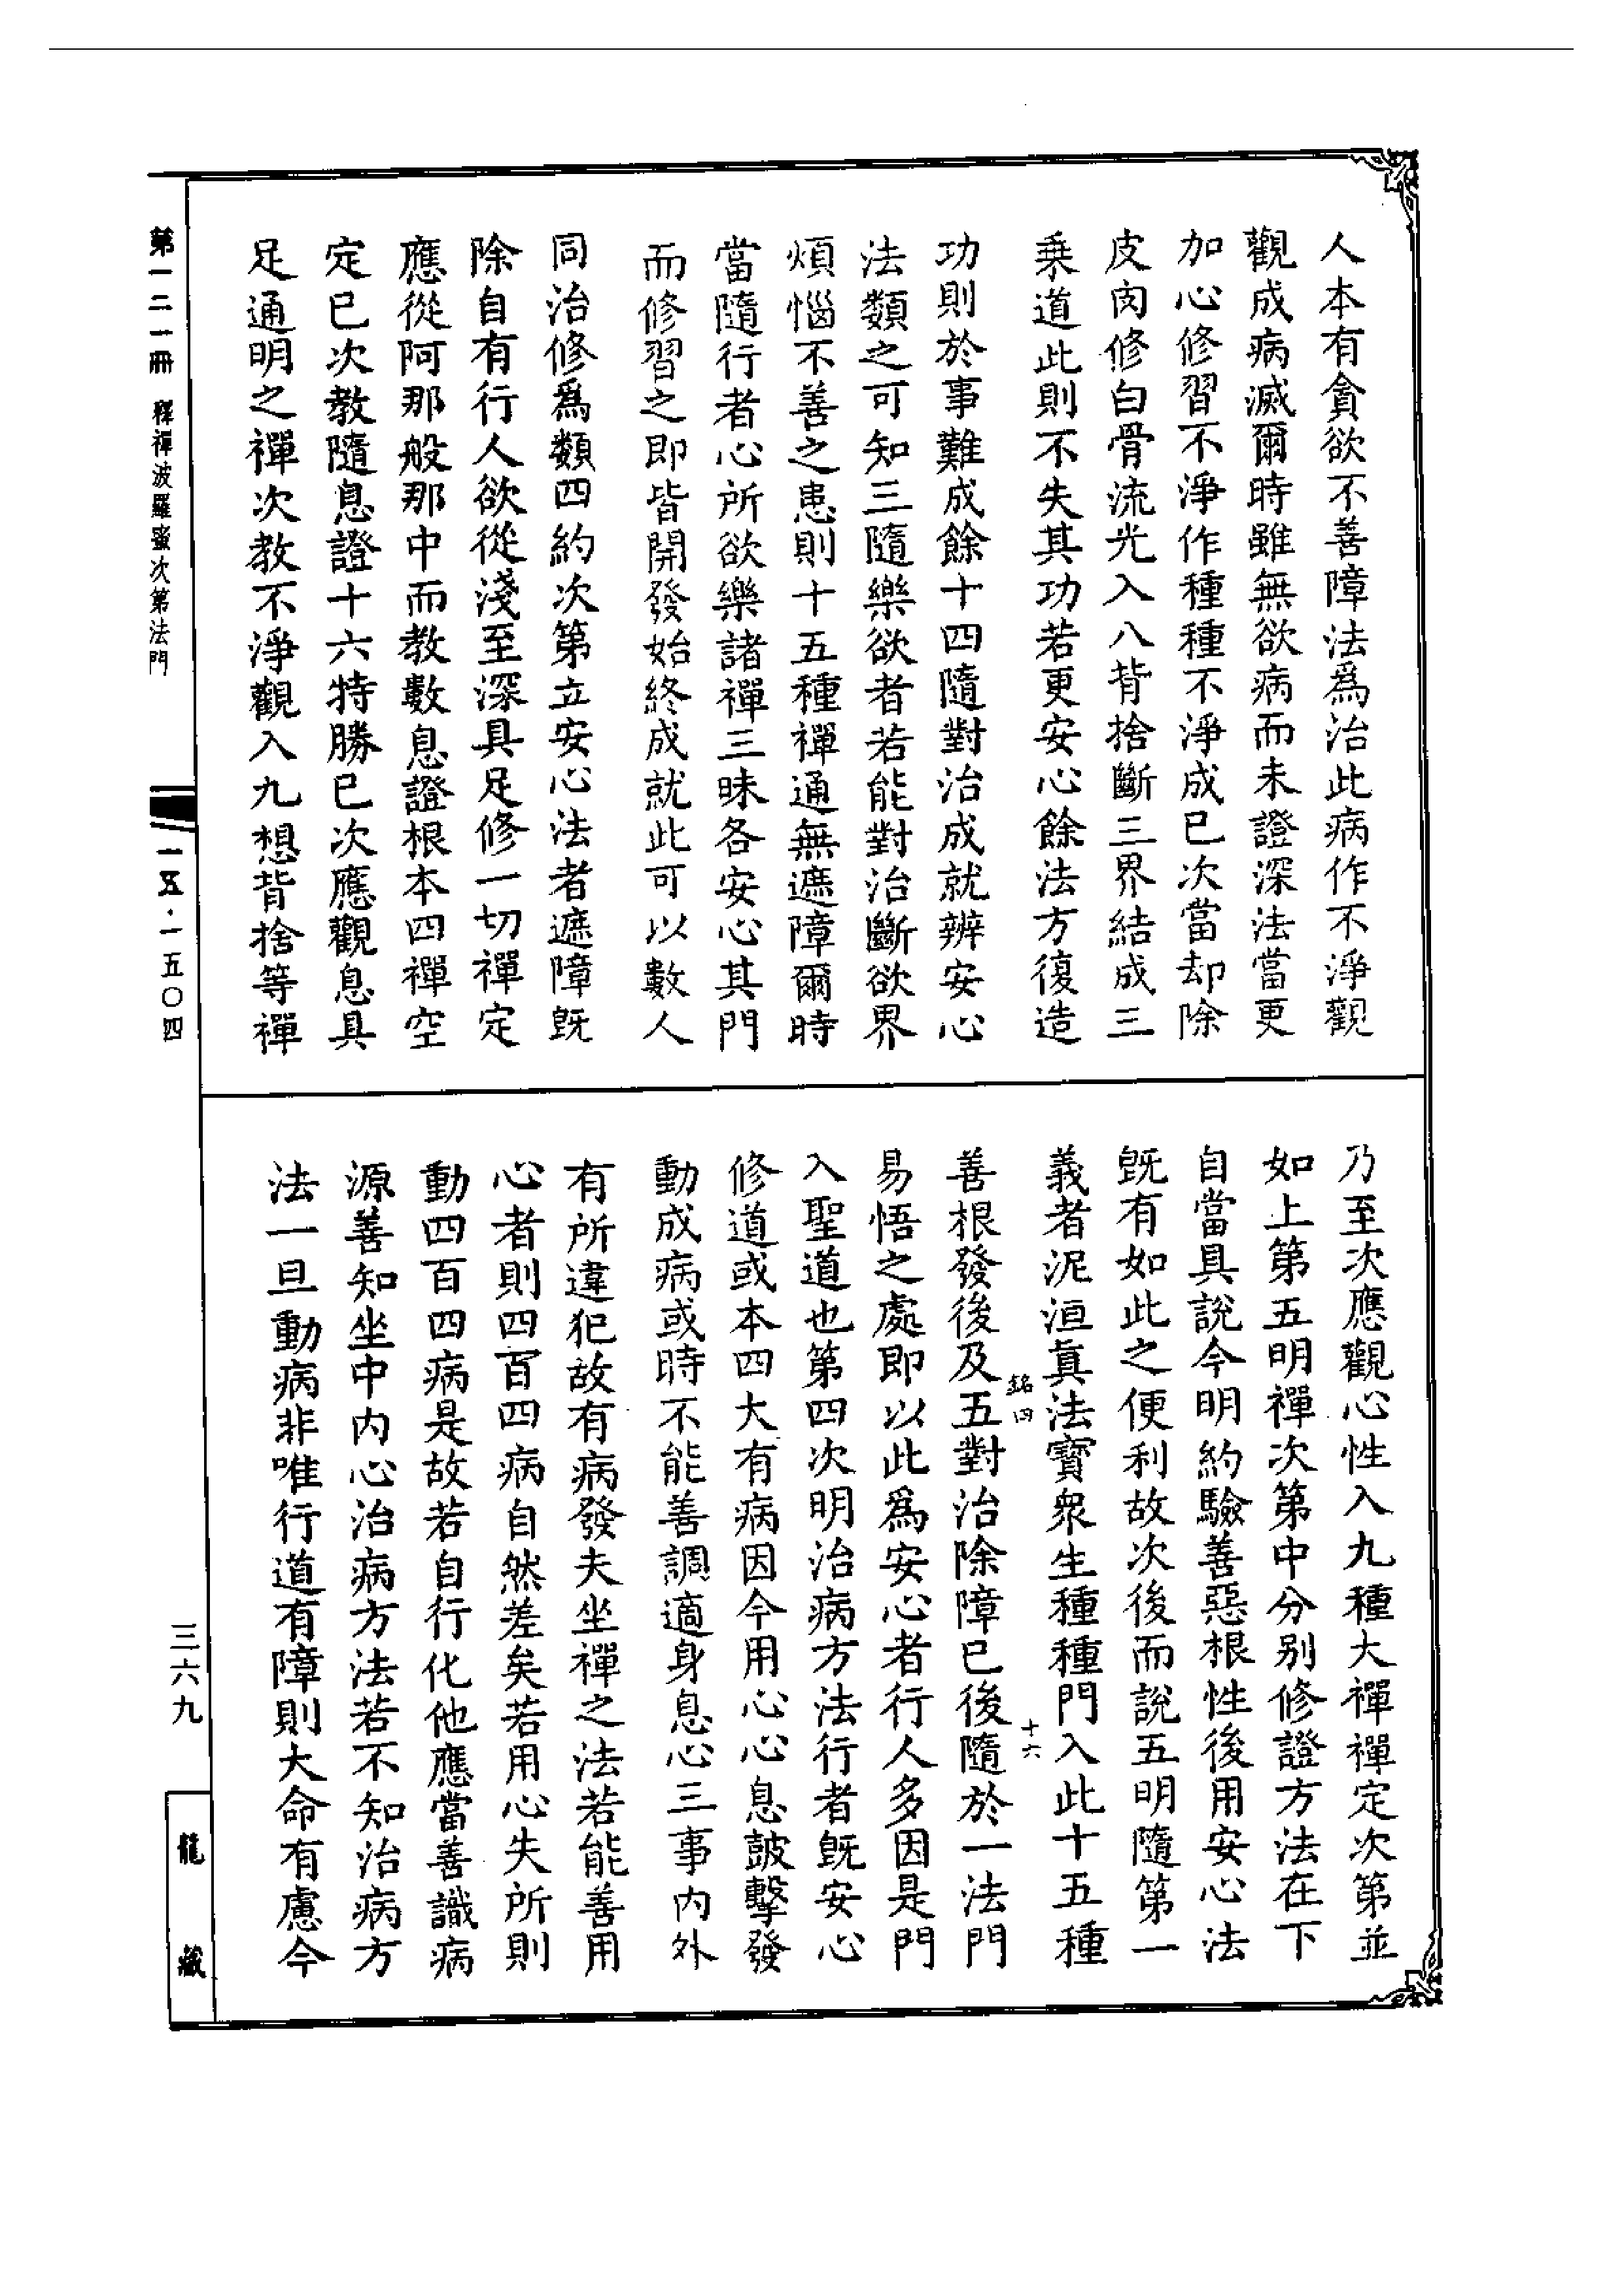 人本有貪欲不善障法爲治此病作不淨觀
觀成病滅爾時雖無欲病而未證深法當更
加心修習不淨作種種不淨成已次當却除
皮肉修白骨流光入八背捨斷三界結成三
乗道此則不失其功若更安心餘法方復造
功則於事難成餘十四隨對治成就辨安心
法類之可知三隨樂欲者若能對治斷欲界
煩惱不善之患則十五種禪通無遮障爾時
當隨行者心所欲樂諸禪三昧各安心其門
而修習之即皆開發始終成就此可以數人
同治修爲類四約次第立安心法者遮障旣
除自有行人欲從淺至深具足修一切禪定
應從阿那般那中而教數息證根本四禪空
定已次教隨息證十六特勝已次應觀息具
足通明之禪次教不淨觀入九想背捨等禪
乃至次應觀心性入九種大禪禪定次第並
如上第五明禪次第中分别修證方法在下
自當具說今明約驗善惡根性後用安心法
旣有如此之便利故次後而說五明隨第一
義者泥洹眞法寶衆生種種門入此十五種
銘四
十六
善根發後及五對治除障已後隨於一法門
易悟之處即以此爲安心者行人多因是門
入聖道也第四次明治病方法行者旣安心
修道或本四大有病因今用心心息皷擊發
動成病或時不能善調適身息心三事内外
有所違犯故有病發夫坐禪之法若能善用
心者則四百四病自然差矣若用心失所則
動四百四病是故若自行化他應當善識病
源善知坐中内心治病方法若不知治病方
法一旦動病非唯行道有障則大命有慮今
第一二一冊 釋禪波羅蜜次第法門
一五·一五〇四
三六九
龍藏